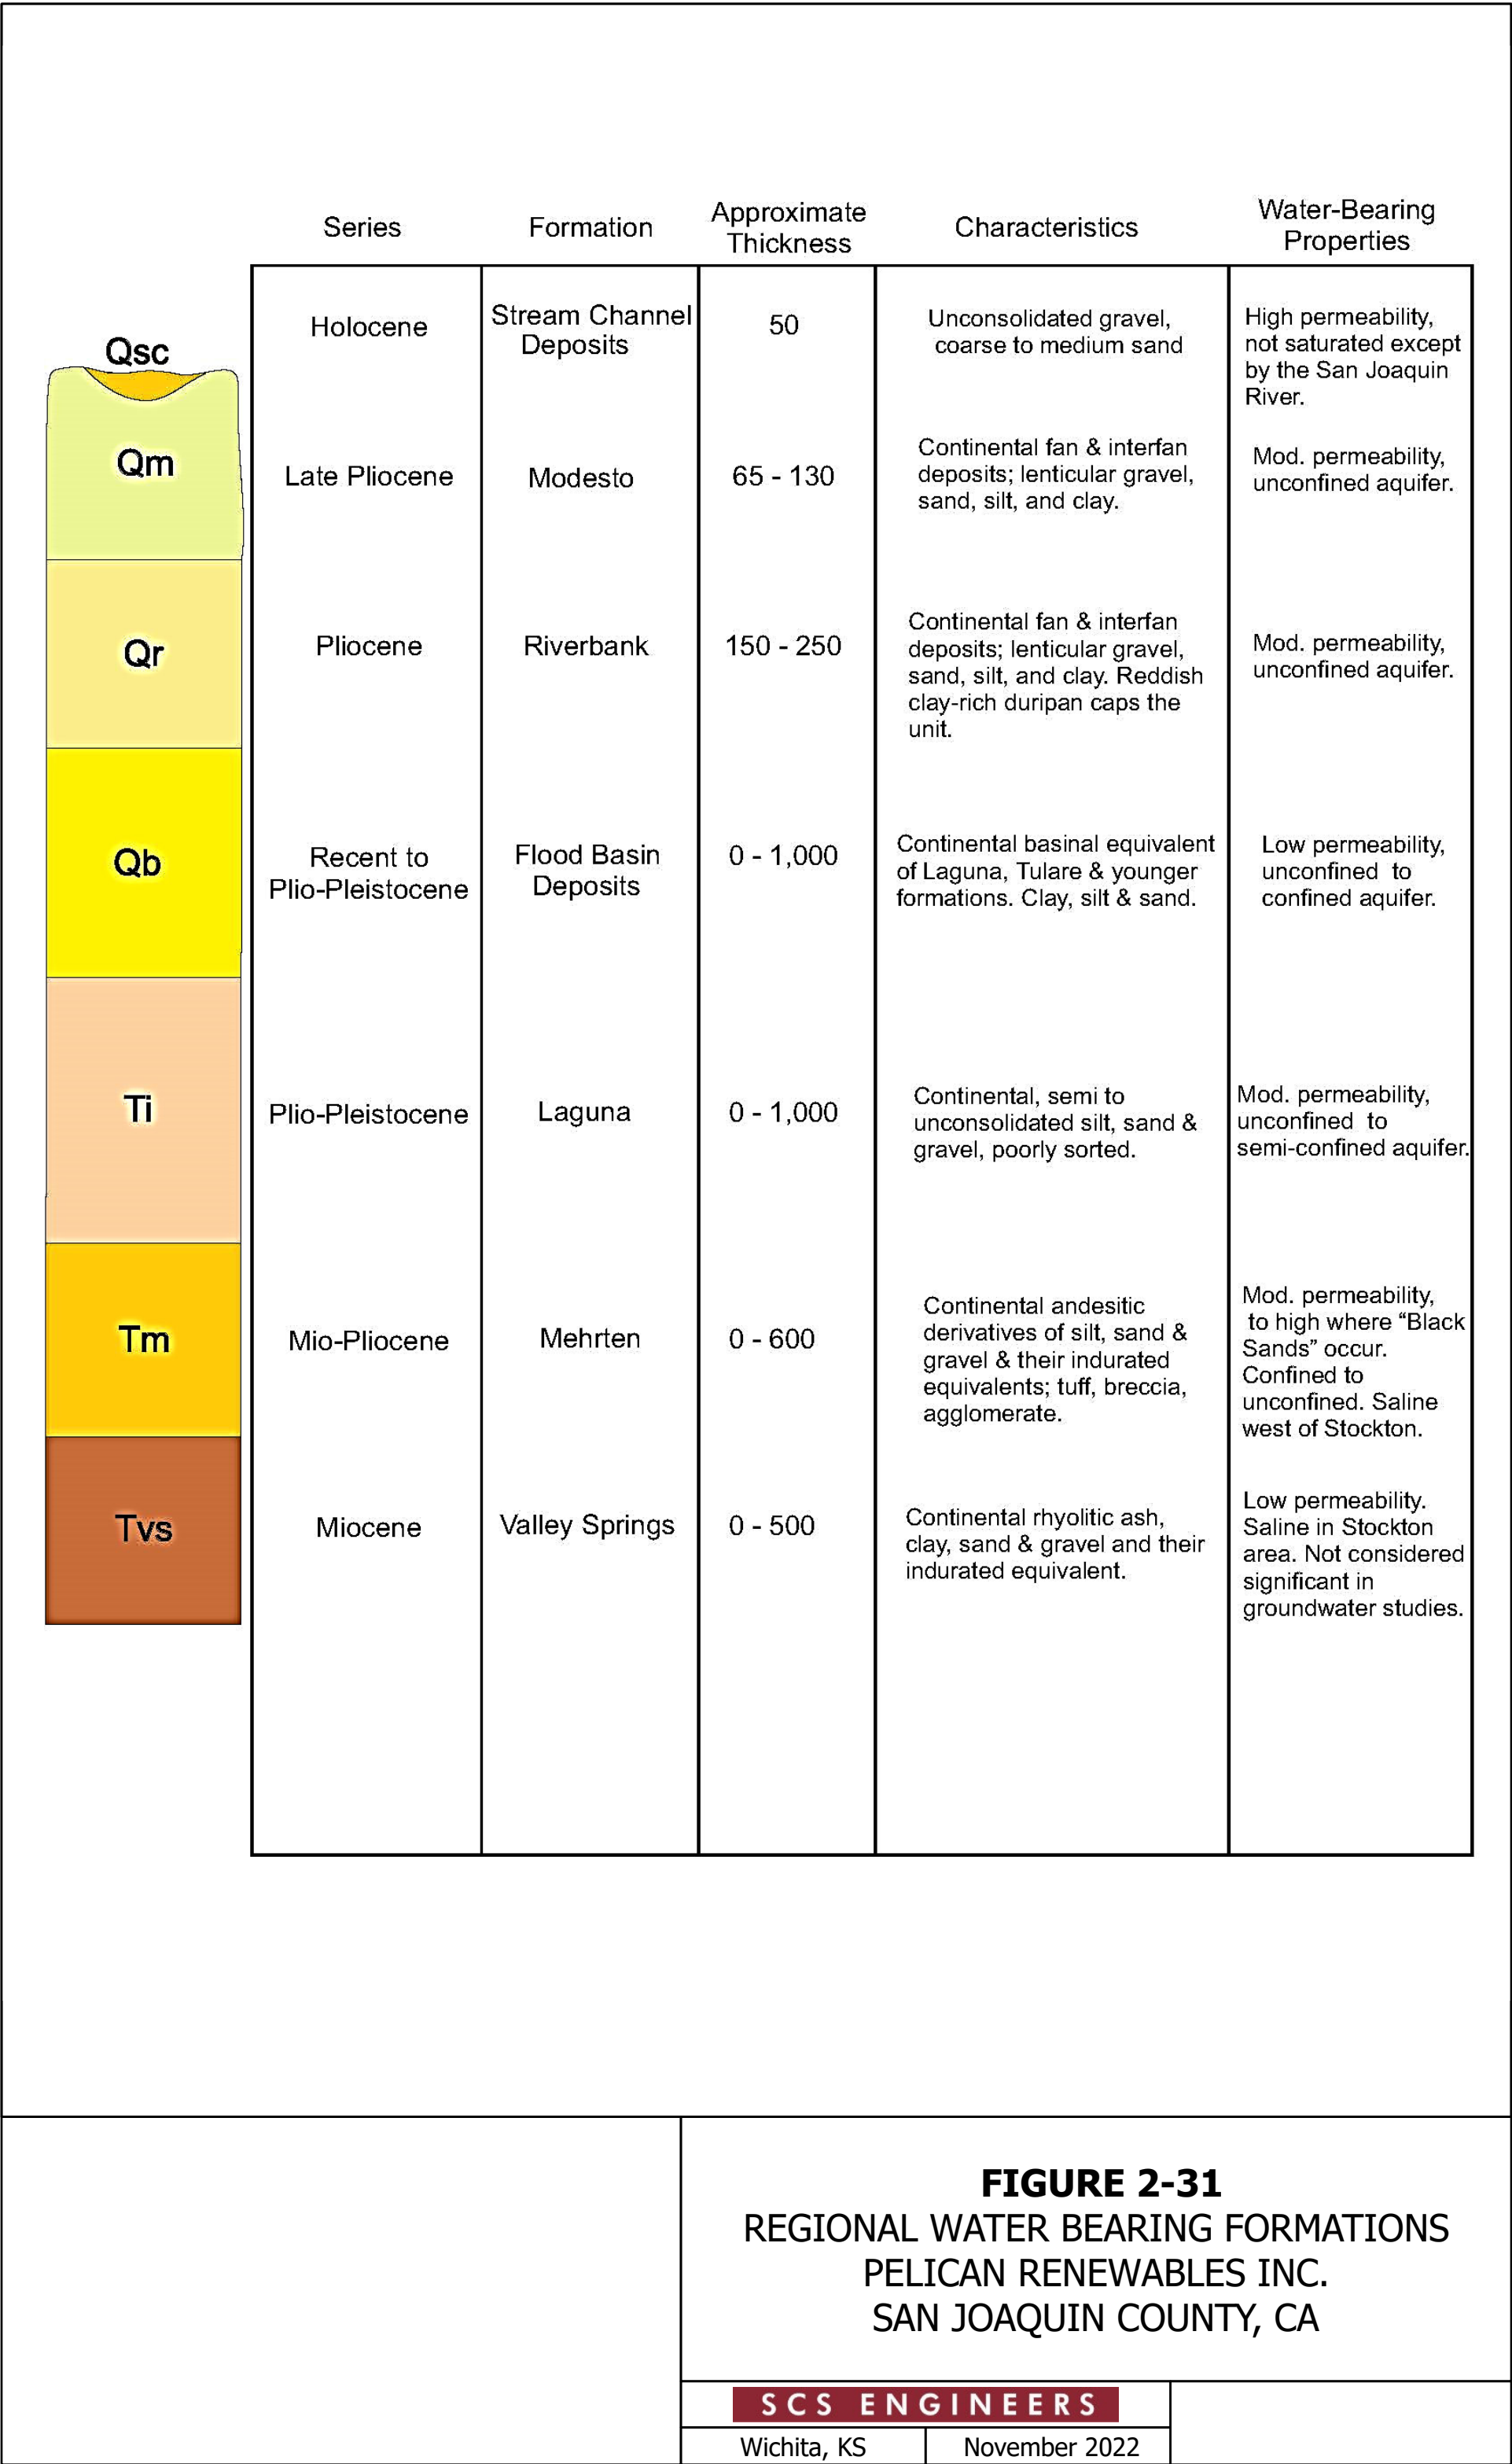 Series
Formation
Approximate
Thickness
Characteristics
Water-Bearing
Properties
Qsc
Holocene
Stream Channel
Deposits
50
Unconsolidated gravel,
coarse to medium sand
High permeability,
not saturated except
by the San Joaquin
River.
Qm
Late Pliocene
Modesto
65 - 130
Continental fan & interfan
deposits; lenticular gravel,
sand, silt, and clay.
Mod. permeability,
unconfined aquifer.
Qr
Pliocene
Riverbank
150 - 250
Continental fan & interfan
deposits; lenticular gravel,
sand, silt, and clay. Reddish
clay-rich duripan caps the
unit.
Mod. permeability,
unconfined aquifer.
Qb
Recent to
Plio-Pleistocene
Flood Basin
Deposits
0 - 1,000
Continental basinal equivalent
of Laguna, Tulare & younger
formations. Clay, silt & sand.
Low permeability,
unconfined to
confined aquifer.
Ti
Plio-Pleistocene
Laguna
0 - 1,000
Continental, semi to
unconsolidated silt, sand &
gravel, poorly sorted.
Mod. permeability,
unconfined to
semi-confined aquifer.
Tm
Mio-Pliocene
Mehrten
0 - 600
Continental andesitic
derivatives of silt, sand &
gravel & their indurated
equivalents; tuff, breccia,
agglomerate.
Mod. permeability,
to high where “Black
Sands” occur.
Confined to
unconfined. Saline
west of Stockton.
Tvs
Miocene
Valley Springs
0 - 500
Continental rhyolitic ash,
clay, sand & gravel and their
indurated equivalent.
Low permeability.
Saline in Stockton
area. Not considered
significant in
groundwater studies.
FIGURE 2-31
REGIONAL WATER BEARING FORMATIONS
PELICAN RENEWABLES INC.
SAN JOAQUIN COUNTY, CA
SCS ENGINEERS
Wichita, KS
November 2022